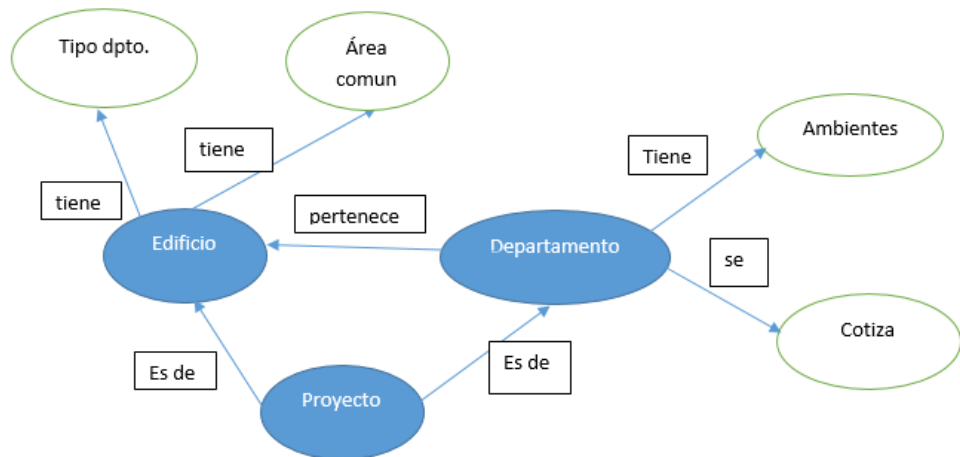 Tipo dpto.
Área
comun
tiene
Tiene
Ambientes
tiene
pertenece
Edificio
Departamento
se
Es de
Es de
Cotiza
Proyecto